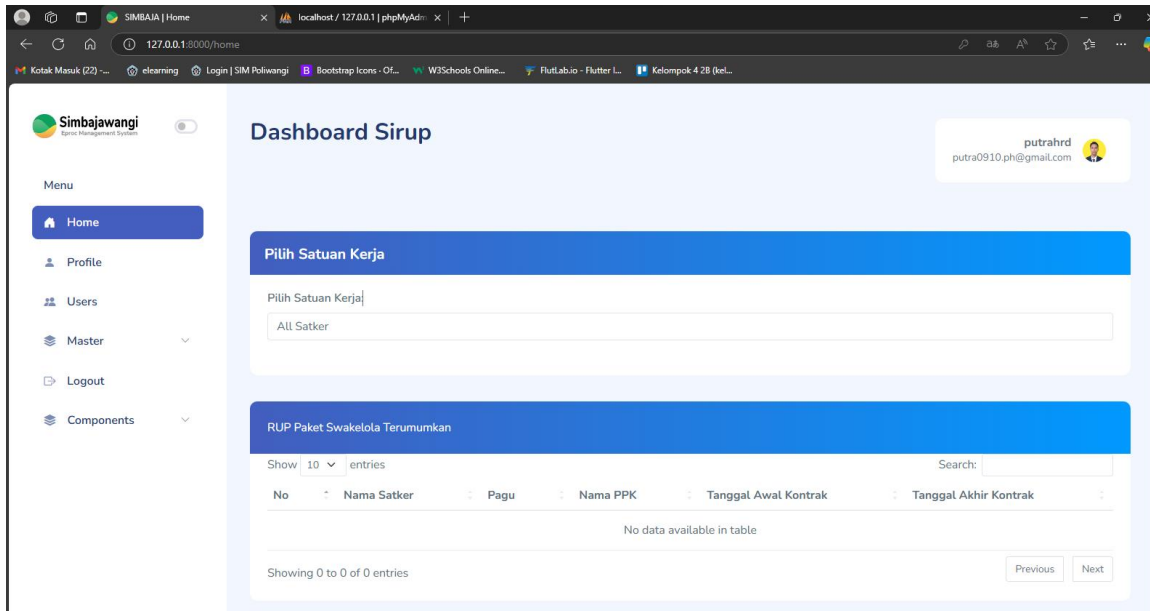 SIMBAJA | Home
localhost / 127.0.0.1 | phpMyAdm
127.0.0.1:8000/home
Kotak Masuk (22) -...
elearning
Login | SIM Poliwangi
Bootstrap Icons · Of...
W3Schools Online...
FlutLab.io - Flutter I...
Kelompok 4 2B (kel...
Simbajawangi
Eproc Management System
Menu
Home
Profile
Users
Master
Logout
Components
Dashboard Sirup
putrahrd
putra0910.ph@gmail.com
Pilih Satuan Kerja
Pilih Satuan Kerja:
All Satker
RUP Paket Swakelola Terumumkan
Show 10 entries
Search:
No Nama Satker Pagu Nama PPK Tanggal Awal Kontrak Tanggal Akhir Kontrak
No data available in table
Showing 0 to 0 of 0 entries
Previous Next